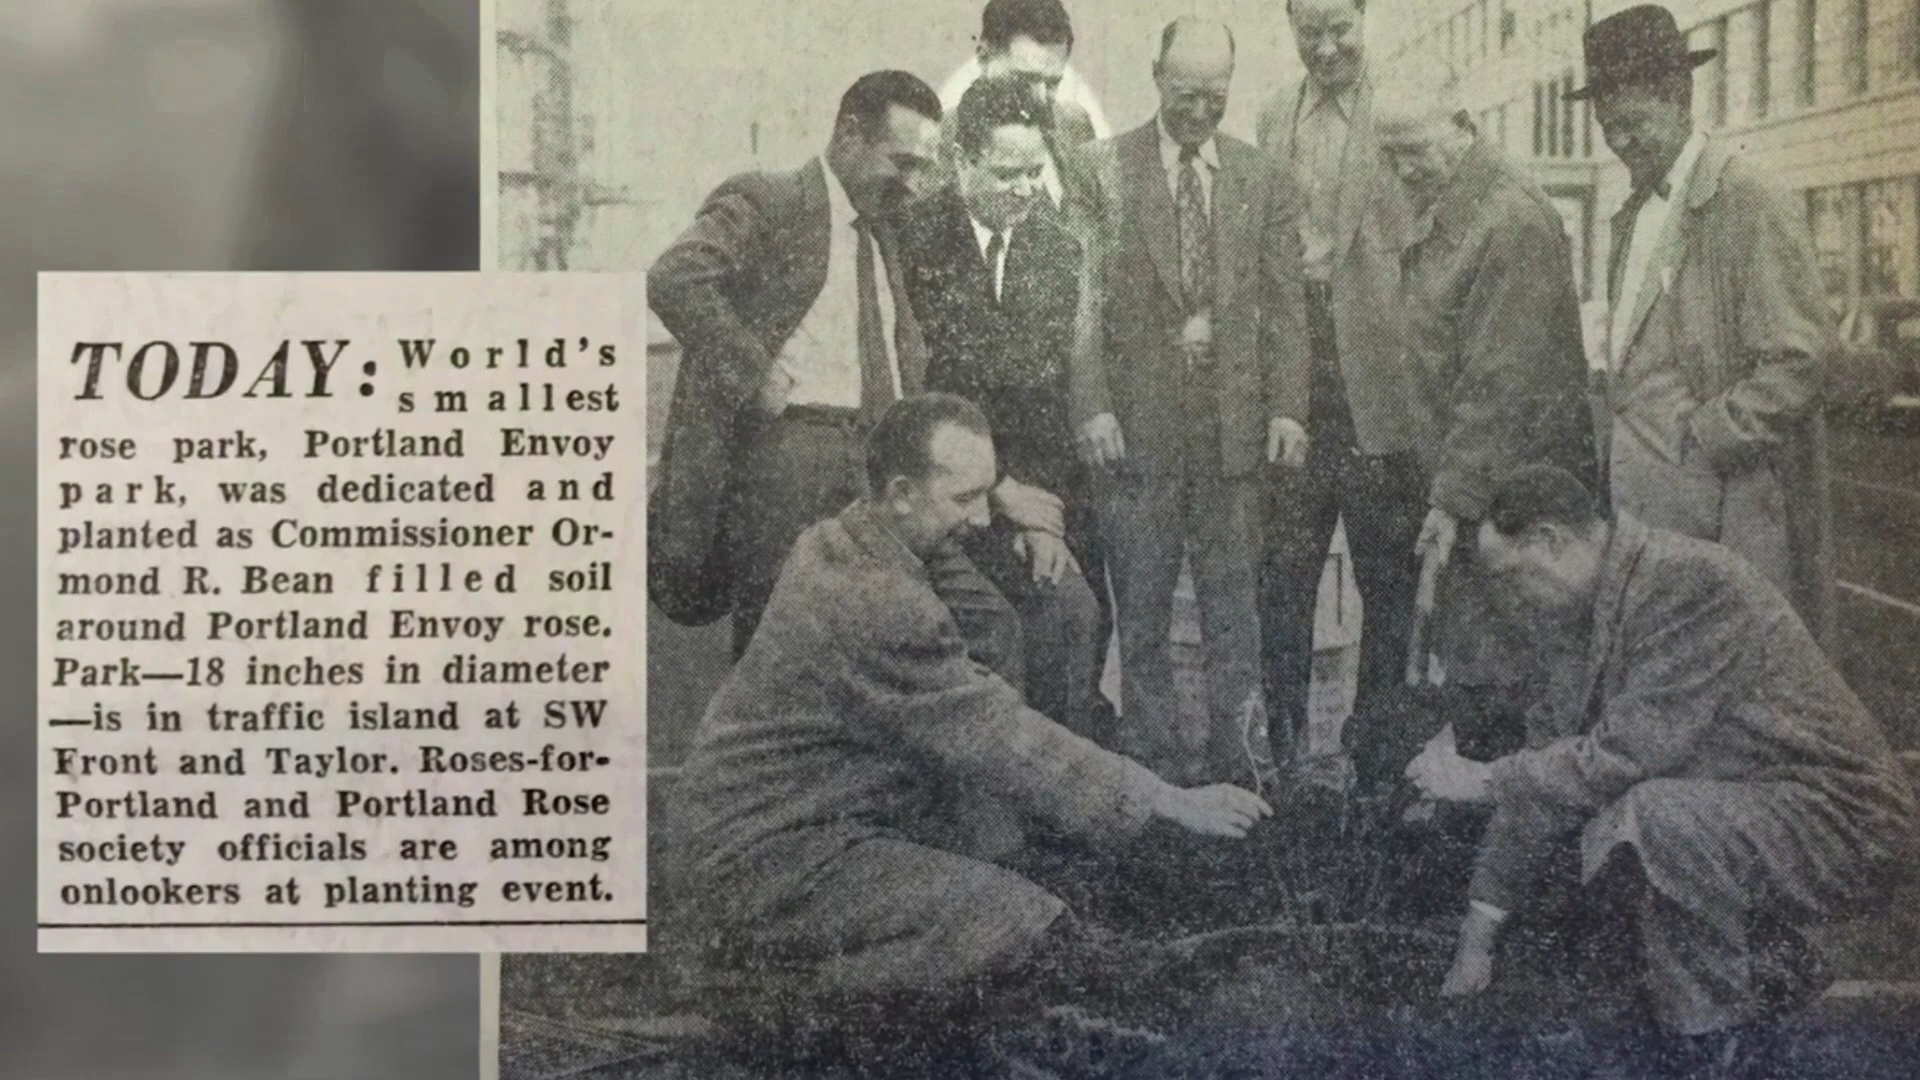 TODAY: World's
smallest
rose park, Portland Envoy
park, was dedicated and
planted as Commissioner Or-
mond R. Bean filled soil
around Portland Envoy rose.
Park—18 inches in diameter
—is in traffic island at SW
Front and Taylor. Roses-for-
Portland and Portland Rose
society officials are among
onlookers at planting event.